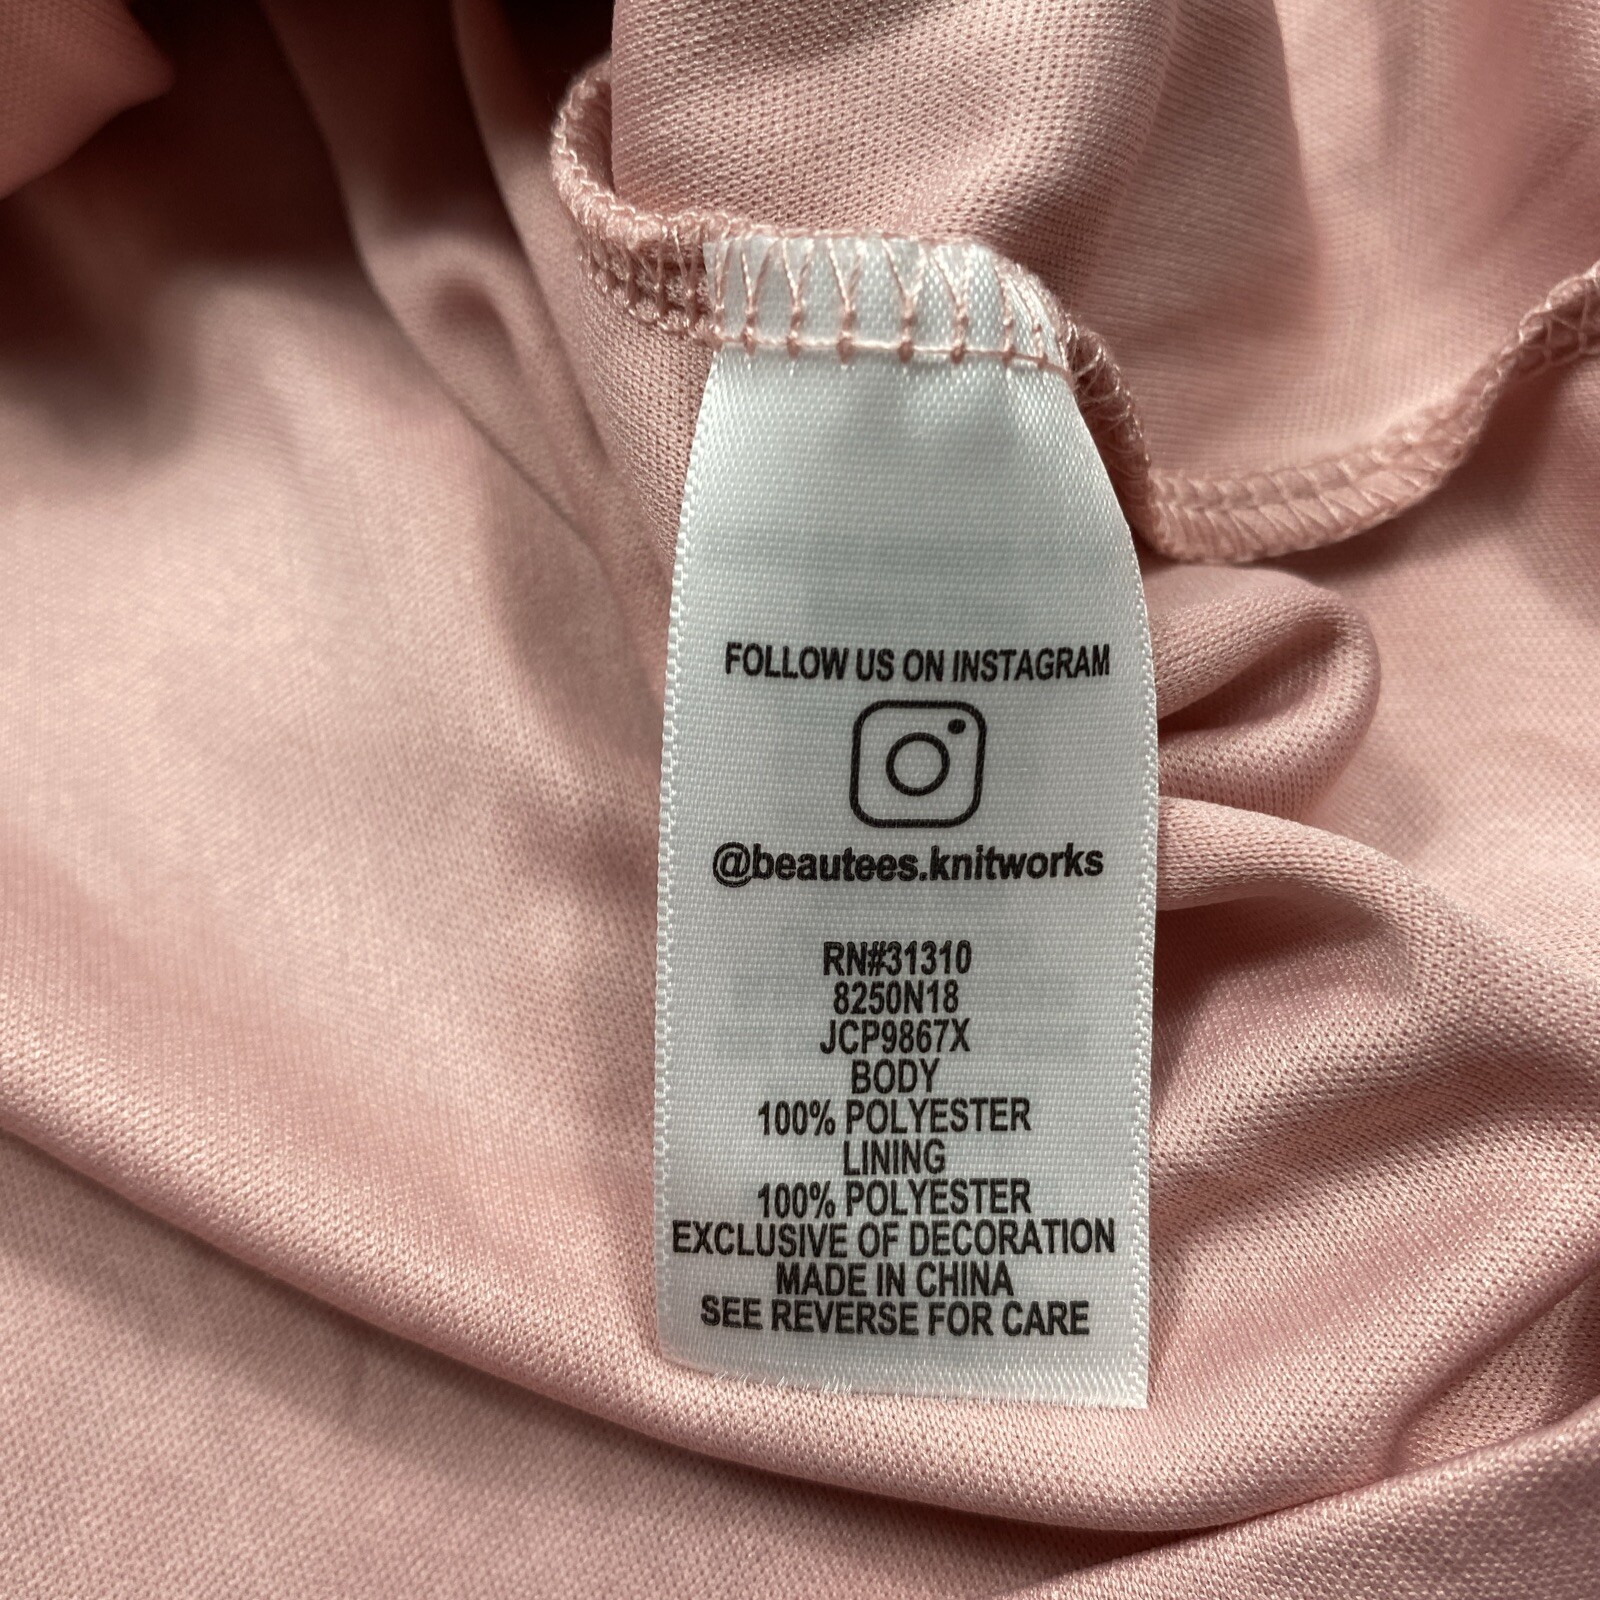 FOLLOW US ON INSTAGRAM
@beautees.knitworks
RN#31310
8250N18
JCP9867X
BODY
100% POLYESTER
LINING
100% POLYESTER
EXCLUSIVE OF DECORATION
MADE IN CHINA
SEE REVERSE FOR CARE